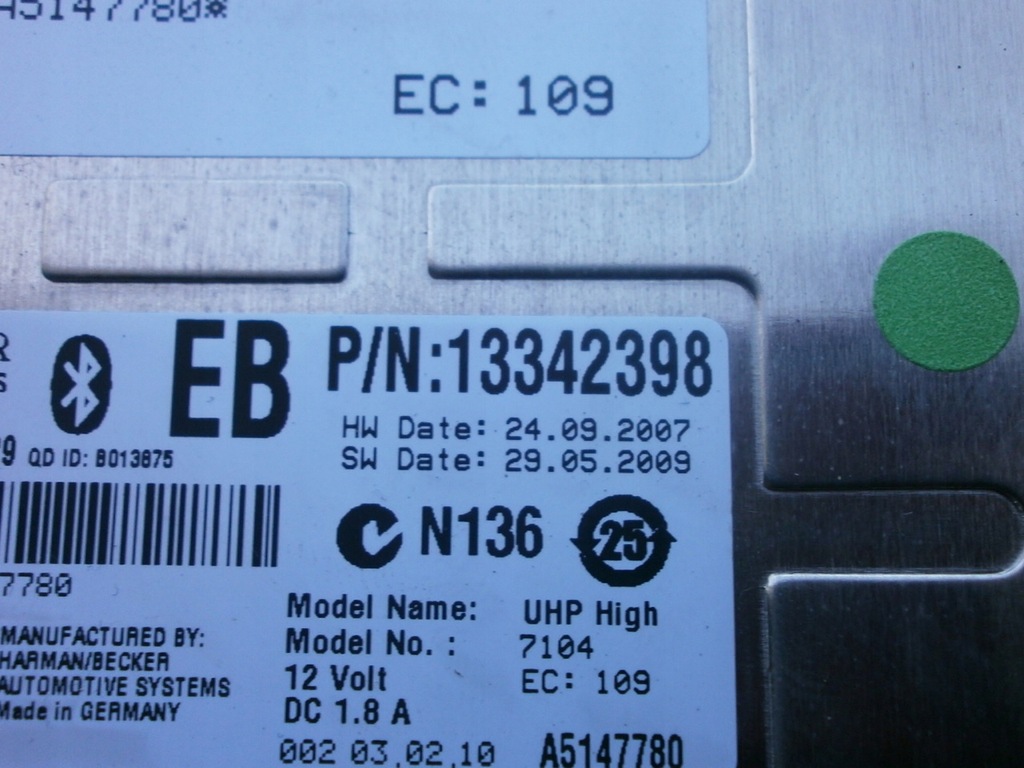 A5147780*
EC: 109
EB P/N:13342398
HW Date: 24.09.2007
SW Date: 29.05.2009
QD ID: B013875
N136 25
7780
Model Name: UHP High
Model No. : 7104
12 Volt EC: 109
DC 1.8 A
002 03.02.10 A5147780
MANUFACTURED BY:
HARMAN/BECKER
AUTOMOTIVE SYSTEMS
Made in GERMANY